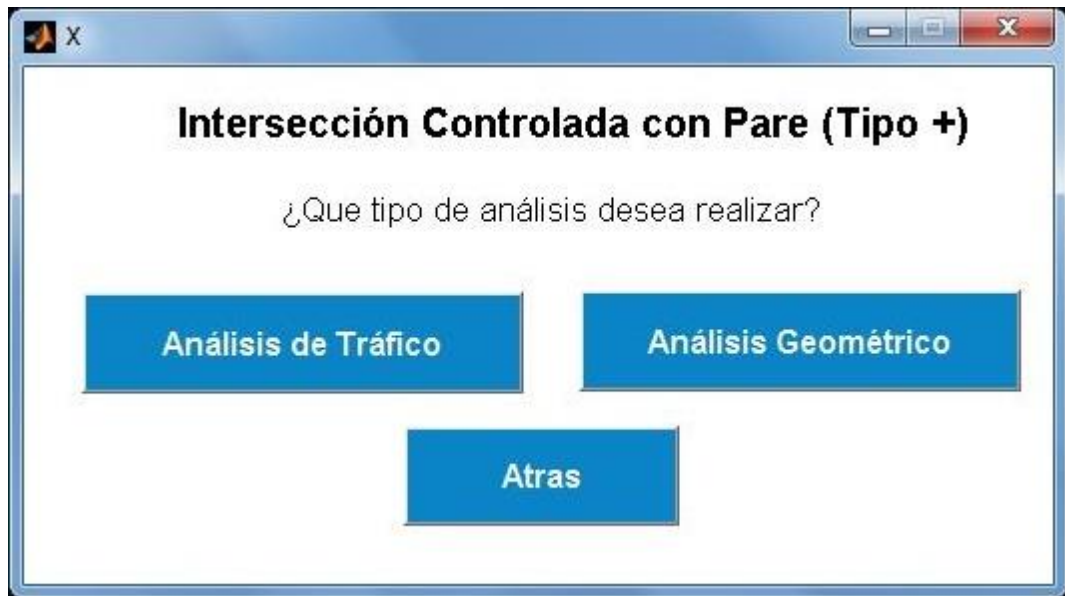 X
Intersección Controlada con Pare (Tipo +)
¿Que tipo de análisis desea realizar?
Análisis de Tráfico
Análisis Geométrico
Atras